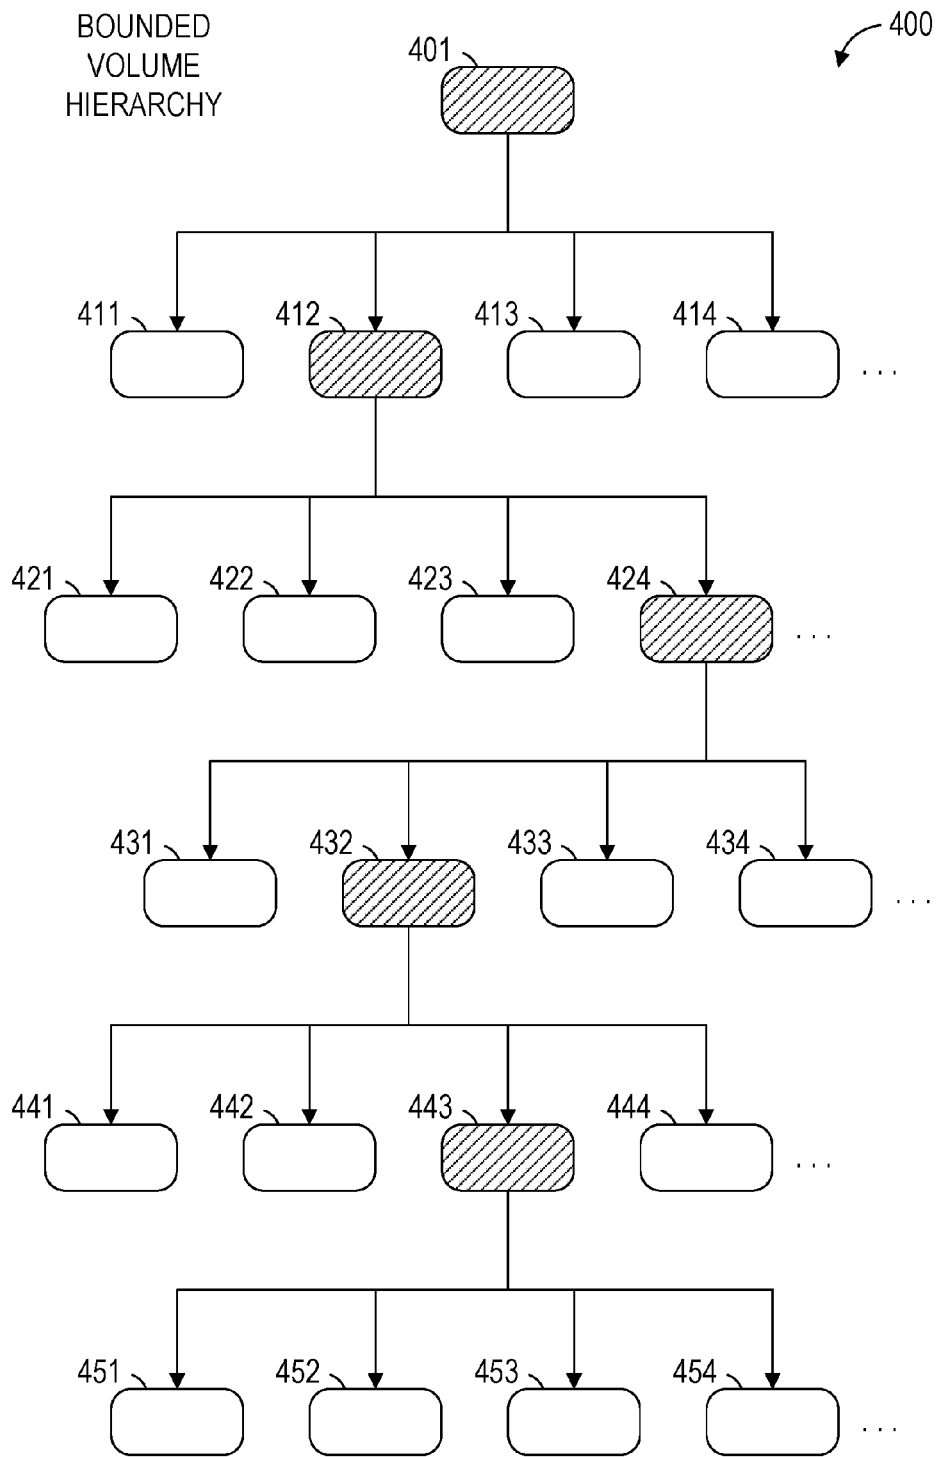 BOUNDED
VOLUME
HIERARCHY
400
401
411 412 413 414 . . .
421 422 423 424 . . .
431 432 433 434 . . .
441 442 443 444 . . .
451 452 453 454 . . .